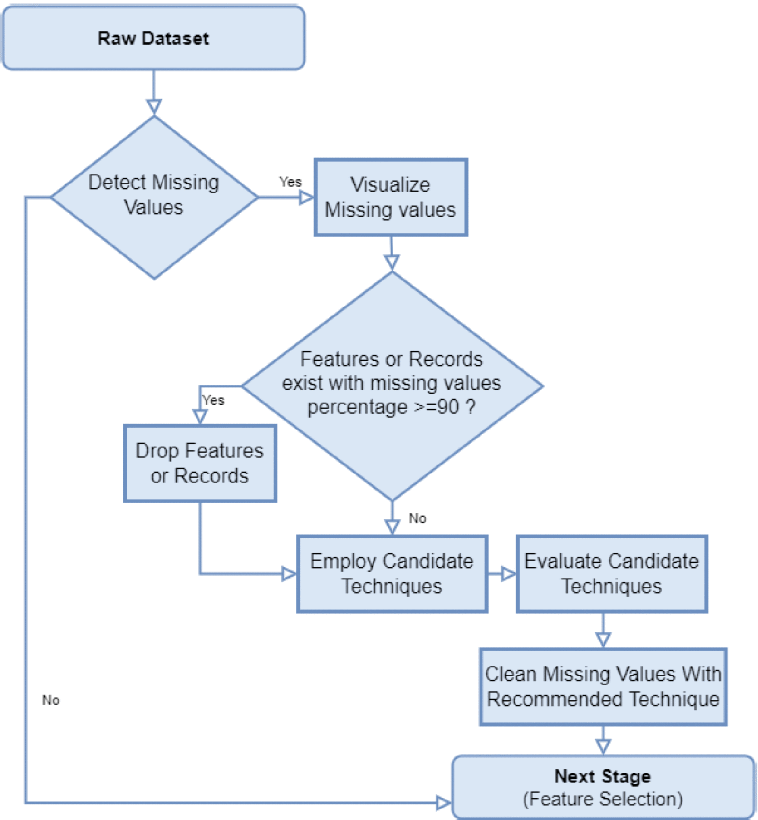 Raw Dataset
Detect Missing
Values
Yes
Visualize
Missing values
Features or Records
exist with missing values
percentage >=90 ?
Yes
Drop Features
or Records
No
Employ Candidate
Techniques
Evaluate Candidate
Techniques
Clean Missing Values With
Recommended Technique
No
Next Stage
(Feature Selection)